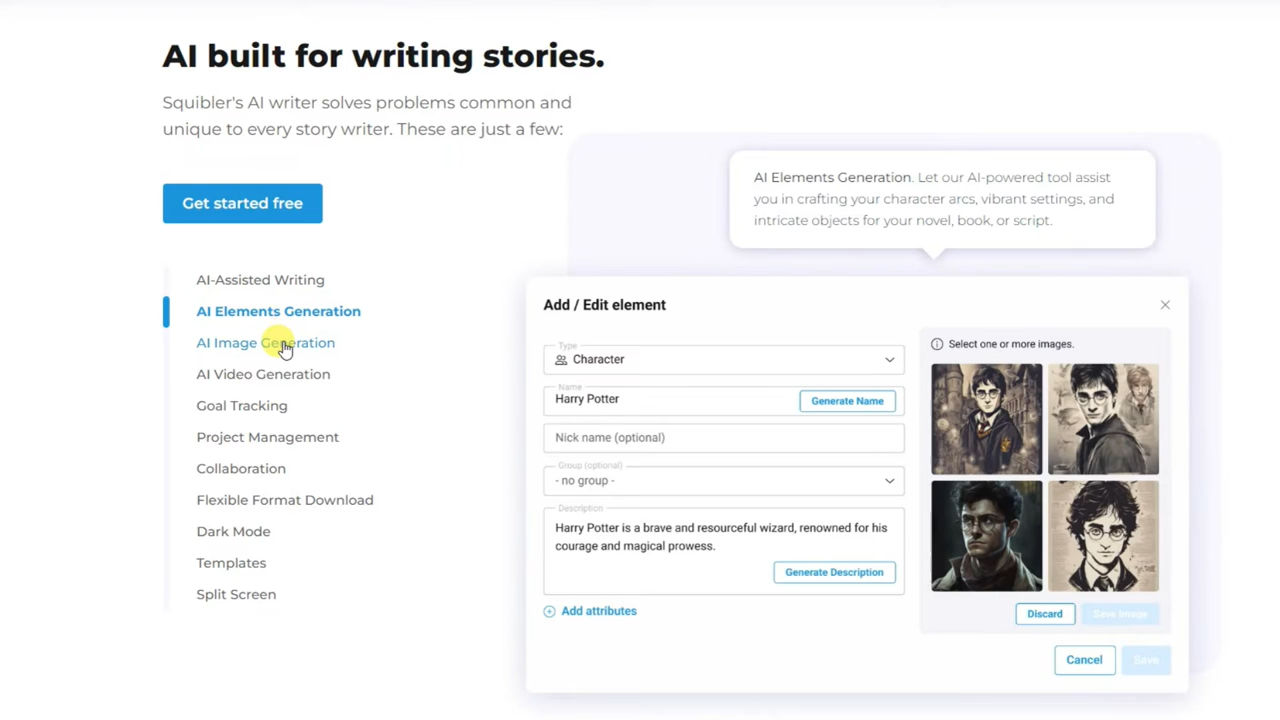 AI built for writing stories.
Squibler's AI writer solves problems common and
unique to every story writer. These are just a few:
Get started free
AI-Assisted Writing
AI Elements Generation
AI Image Generation
AI Video Generation
Goal Tracking
Project Management
Collaboration
Flexible Format Download
Dark Mode
Templates
Split Screen
AI Elements Generation. Let our AI-powered tool assist
you in crafting your character arcs, vibrant settings, and
intricate objects for your novel, book, or script.
Add / Edit element
Type
Character
Name
Harry Potter
Generate Name
Nick name (optional)
Group (optional)
- no group -
Description
Harry Potter is a brave and resourceful wizard, renowned for his
courage and magical prowess.
Generate Description
Add attributes
Select one or more images.
Discard
Save Image
Cancel
Save